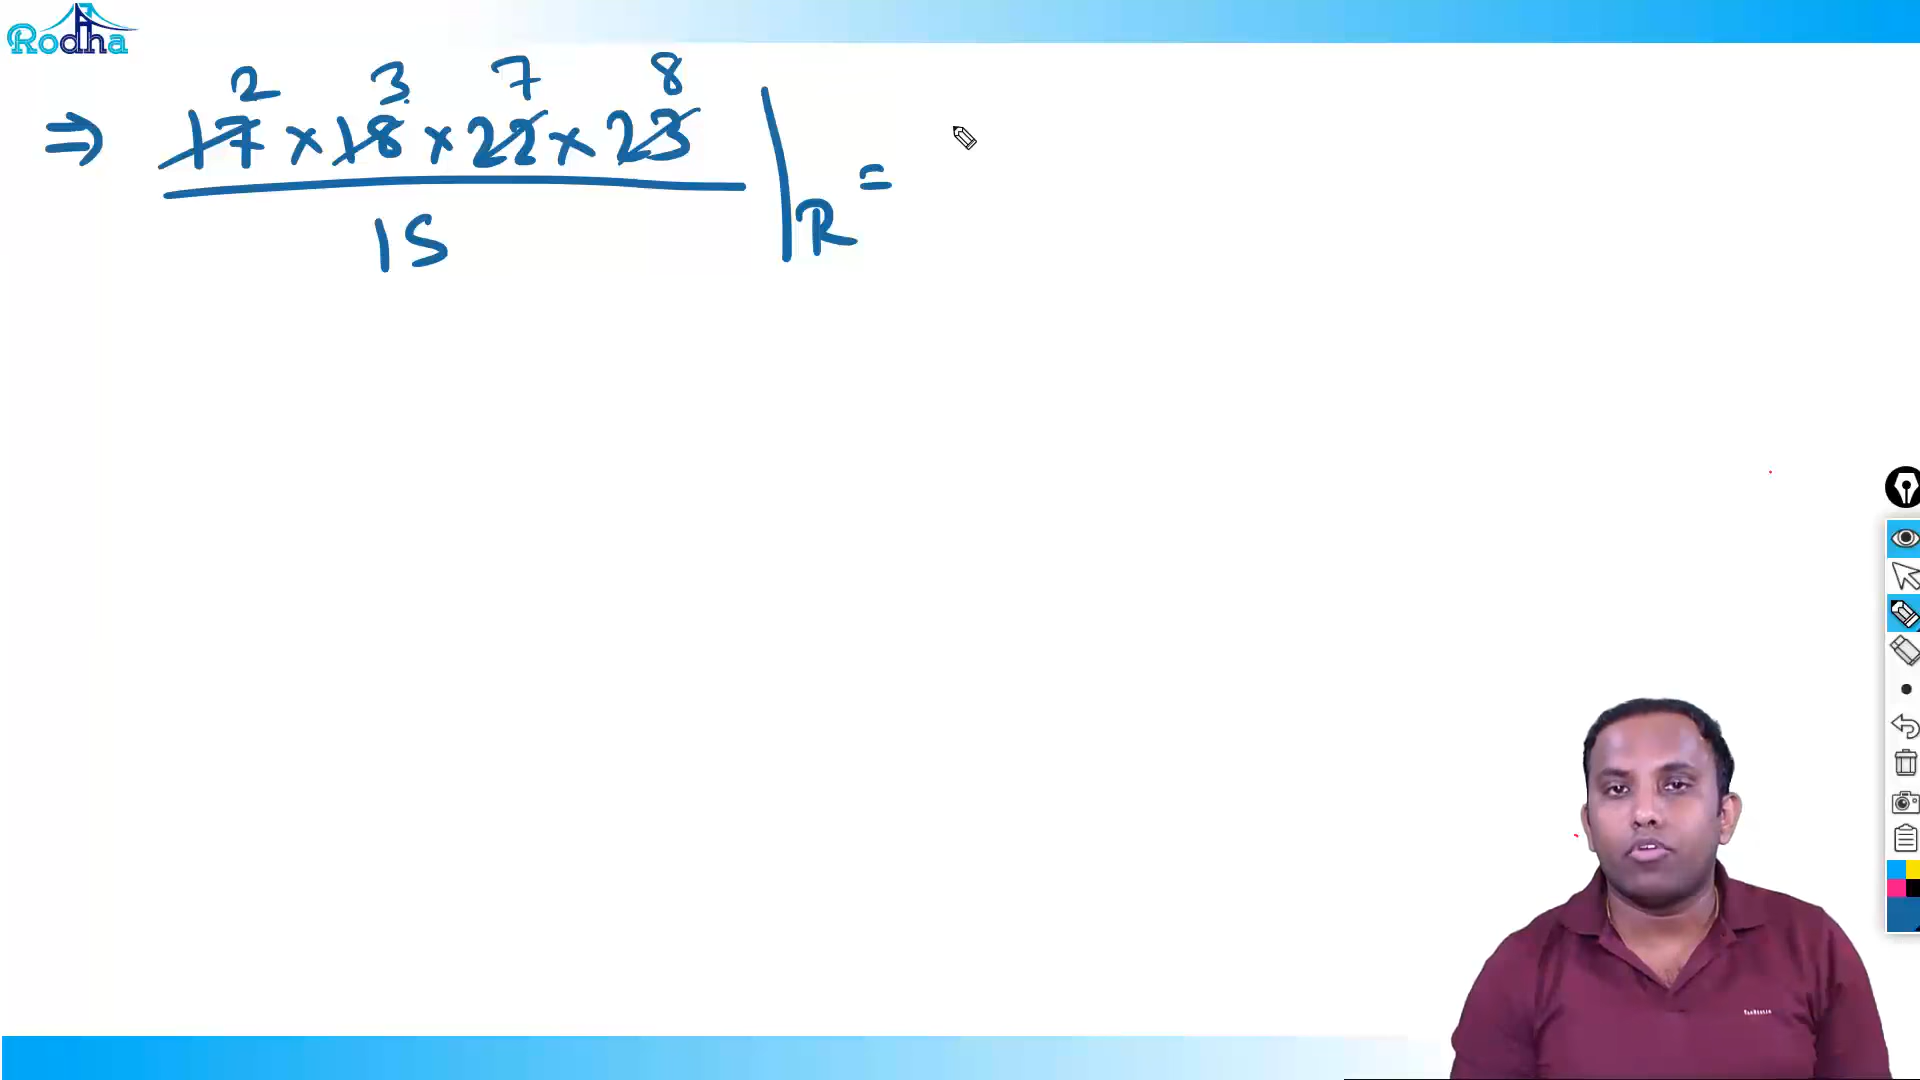 Rodha
2 3 7 8
⇒ 17 × 18 × 22 × 23
15
R =